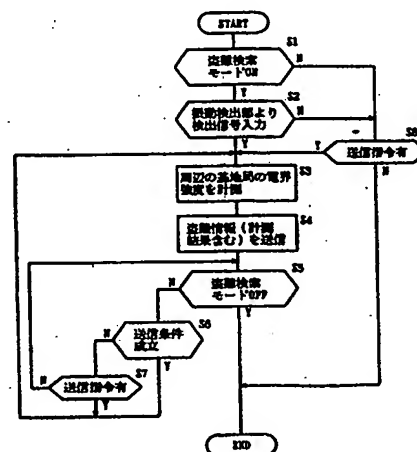 START
S1
盗難検索
モードON
N
Y
S2
振動検出部より
検出信号入力
N
Y
S8
送信指令有
Y
N
S3
周辺の基地局の電界
強度を計測
S4
盗難情報(計測
結果含む)を送信
S5
盗難検索
モードOFF
N
Y
S6
送信条件
成立
N
Y
S7
送信指令有
N
Y
END